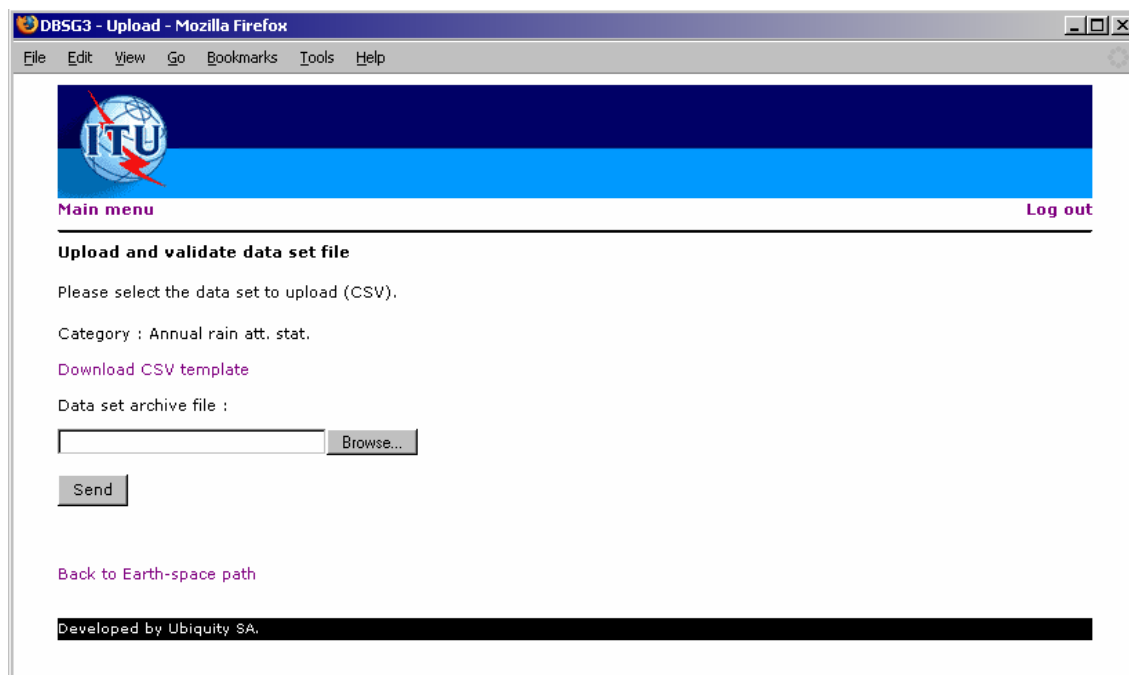 DBSG3 - Upload - Mozilla Firefox
File Edit View Go Bookmarks Tools Help
ITU
Main menu Log out
Upload and validate data set file
Please select the data set to upload (CSV).
Category : Annual rain att. stat.
Download CSV template
Data set archive file :
Browse...
Send
Back to Earth-space path
Developed by Ubiquity SA.